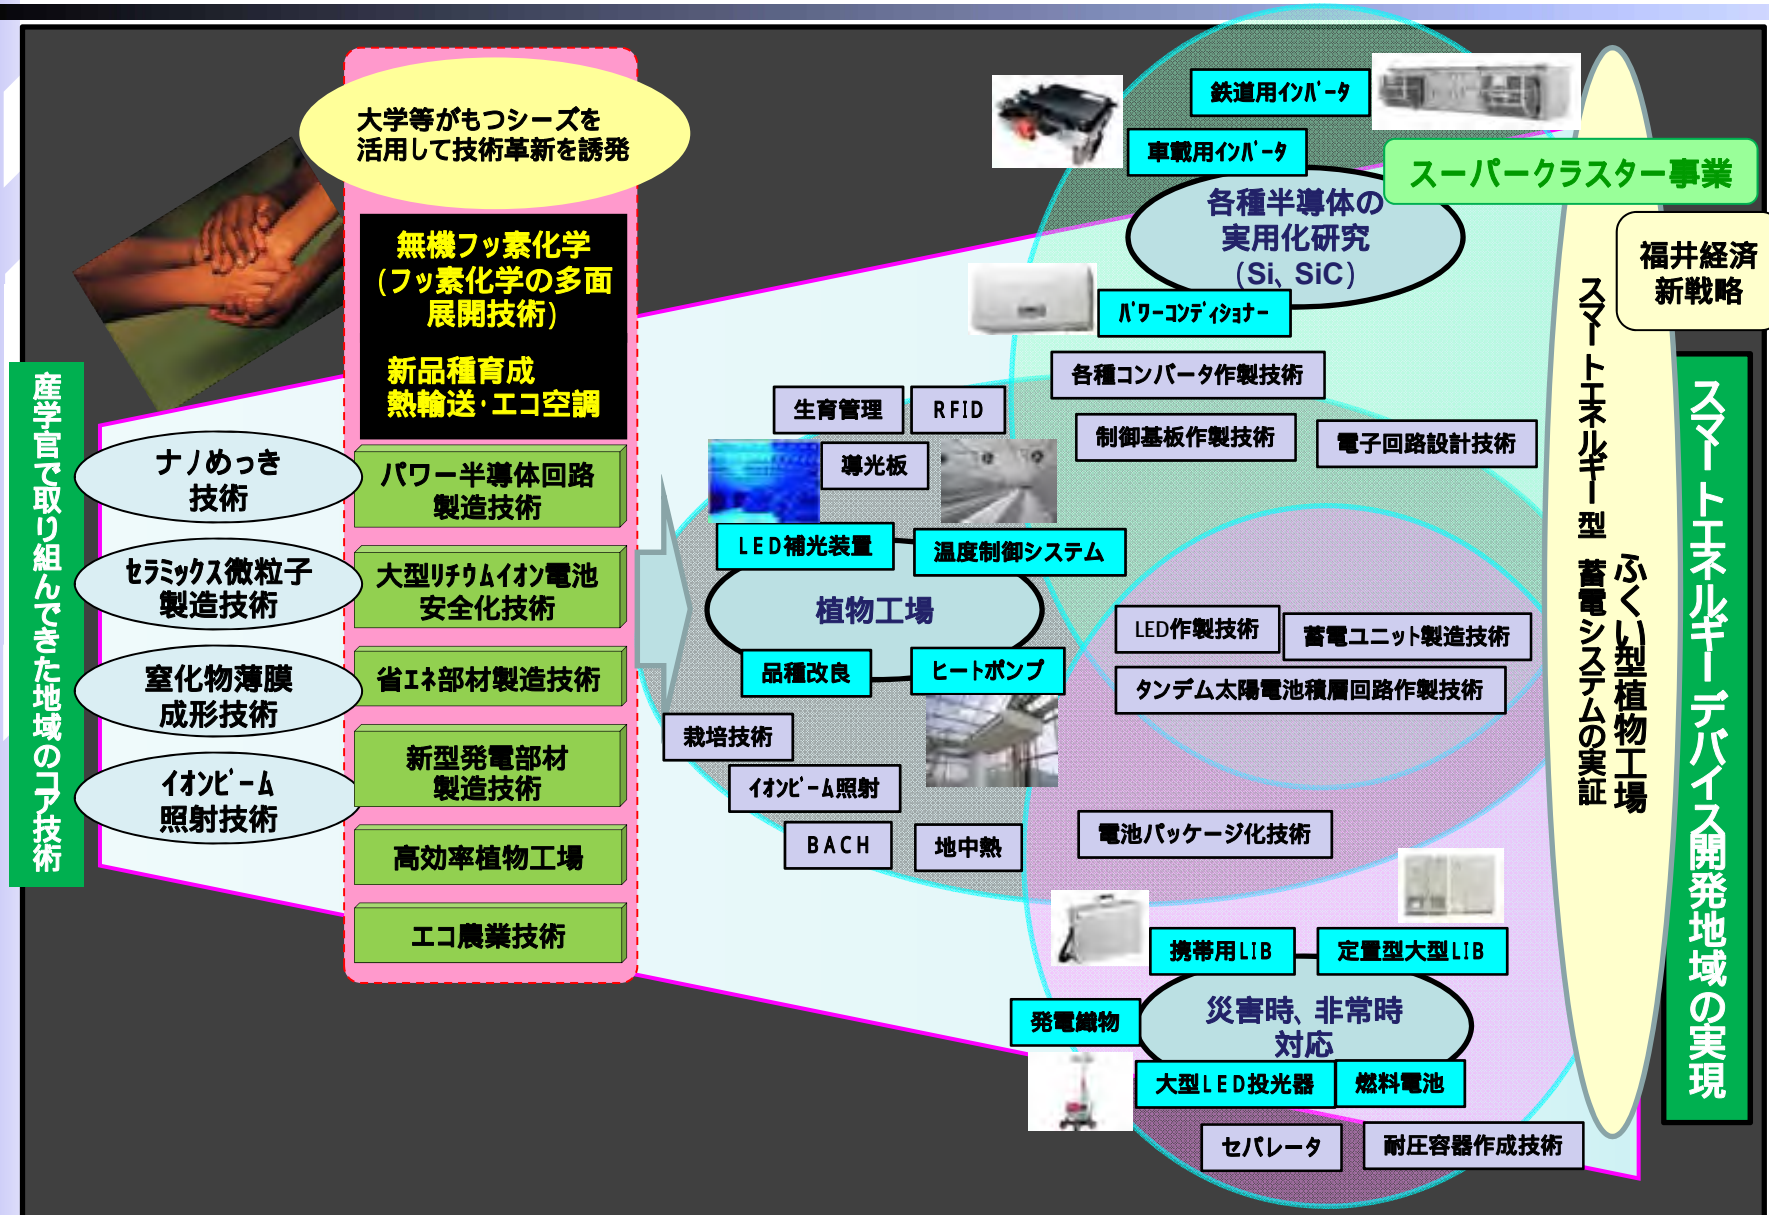 大学等がもつシーズを
活用して技術革新を誘発
無機フッ素化学
(フッ素化学の多面
展開技術)
新品種育成
熱輸送・エコ空調
産学官で取り組んできた地域のコア技術
ナノめっき
技術
セラミックス微粒子
製造技術
窒化物薄膜
成形技術
イオンビーム
照射技術
パワー半導体回路
製造技術
大型リチウムイオン電池
安全化技術
省エネ部材製造技術
新型発電部材
製造技術
高効率植物工場
エコ農業技術
鉄道用インバータ
車載用インバータ
各種半導体の
実用化研究
(Si、SiC)
パワーコンディショナー
各種コンバータ作製技術
制御基板作製技術
電子回路設計技術
生育管理
RFID
導光板
LED補光装置
温度制御システム
植物工場
品種改良
ヒートポンプ
栽培技術
イオンビーム照射
BACH
地中熱
LED作製技術
蓄電ユニット製造技術
タンデム太陽電池積層回路作製技術
電池パッケージ化技術
携帯用LIB
定置型大型LIB
発電織物
災害時、非常時
対応
大型LED投光器
燃料電池
セパレータ
耐圧容器作成技術
スーパークラスター事業
福井経済
新戦略
ふくい型植物工場
スマートエネルギー型 蓄電システムの実証
スマートエネルギーデバイス開発地域の実現